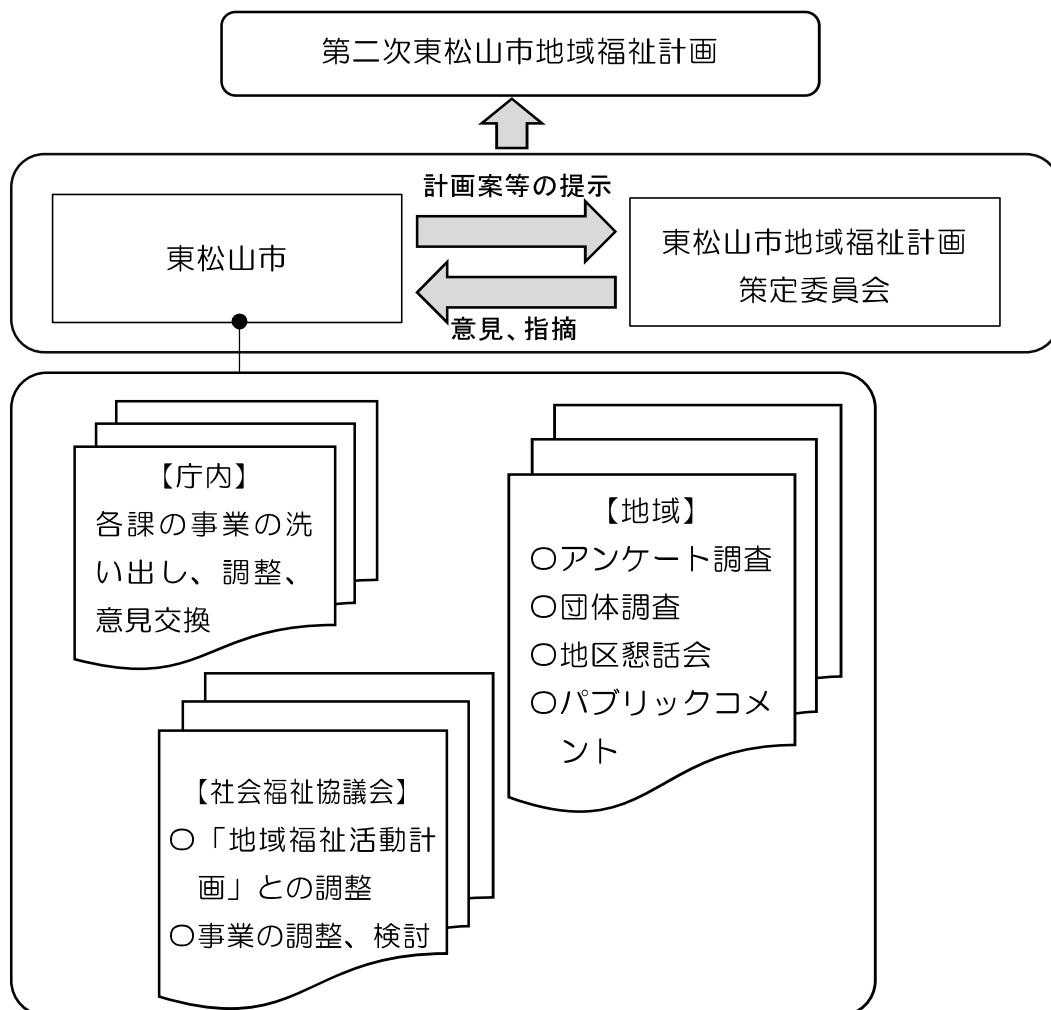 第二次東松山市地域福祉計画
計画案等の提示
東松山市
東松山市地域福祉計画
策定委員会
意見、指摘
【庁内】
各課の事業の洗
い出し、調整、
意見交換
【地域】
〇アンケート調査
〇団体調査
〇地区懇話会
〇パブリックコメ
ント
【社会福祉協議会】
〇「地域福祉活動計
画」との調整
〇事業の調整、検討